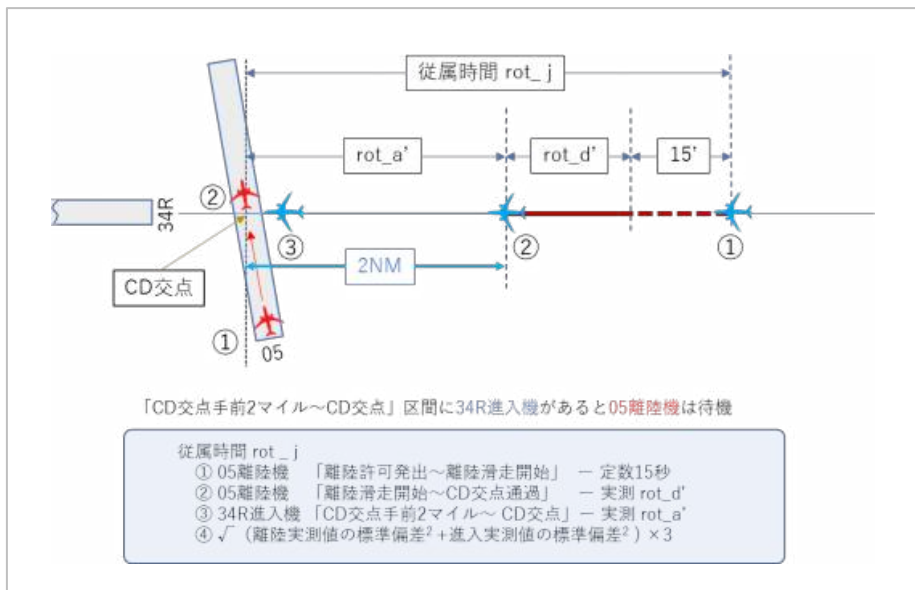 従属時間 rot_ j
rot_a’
rot_d’
15’
34R
②
③
②
①
2NM
CD交点
①
05
「CD交点手前2マイル～CD交点」区間に34R進入機があると05離陸機は待機
従属時間 rot _ j
① 05離陸機 「離陸許可発出～離陸滑走開始」 － 定数15秒
② 05離陸機 「離陸滑走開始～CD交点通過」 － 実測 rot_d’
③ 34R進入機 「CD交点手前2マイル～ CD交点」－ 実測 rot_a’
④ √ （離陸実測値の標準偏差² + 進入実測値の標準偏差² ）×3